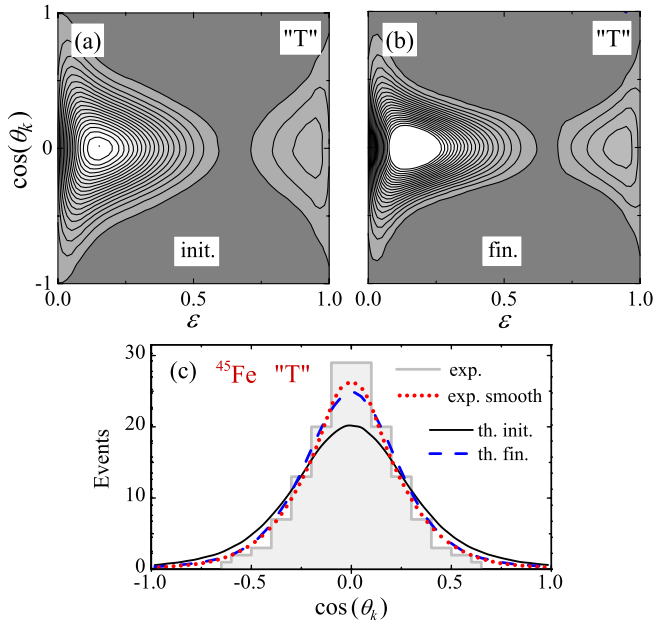 (a) "T" (b) "T"
1
cos(θk)
0
init. fin.
-1
0.0 0.5 1.0 0.0 0.5 1.0
ε ε
30
(c) 45Fe "T" exp.
exp. smooth
20
th. init.
th. fin.
Events
10
0
-1.0 -0.5 0.0 0.5 1.0
cos(θk)